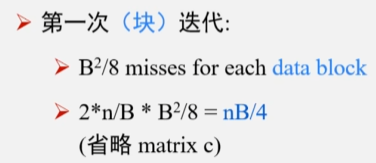 ➤ 第一次（块）迭代:
➤ B²/8 misses for each data block
➤ 2*n/B * B²/8 = nB/4
(省略 matrix c)